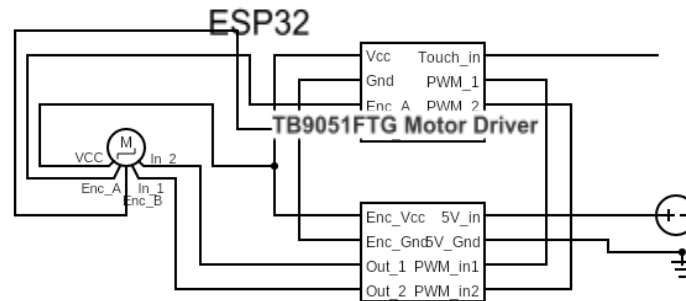 ESP32
Vcc Touch_in
Gnd PWM_1
Enc_A PWM_2
TB9051FTG Motor Driver
M
VCC In_2
Enc_A In_1
Enc_B
Enc_Vcc 5V_in
Enc_Gnd 5V_Gnd
Out_1 PWM_in1
Out_2 PWM_in2